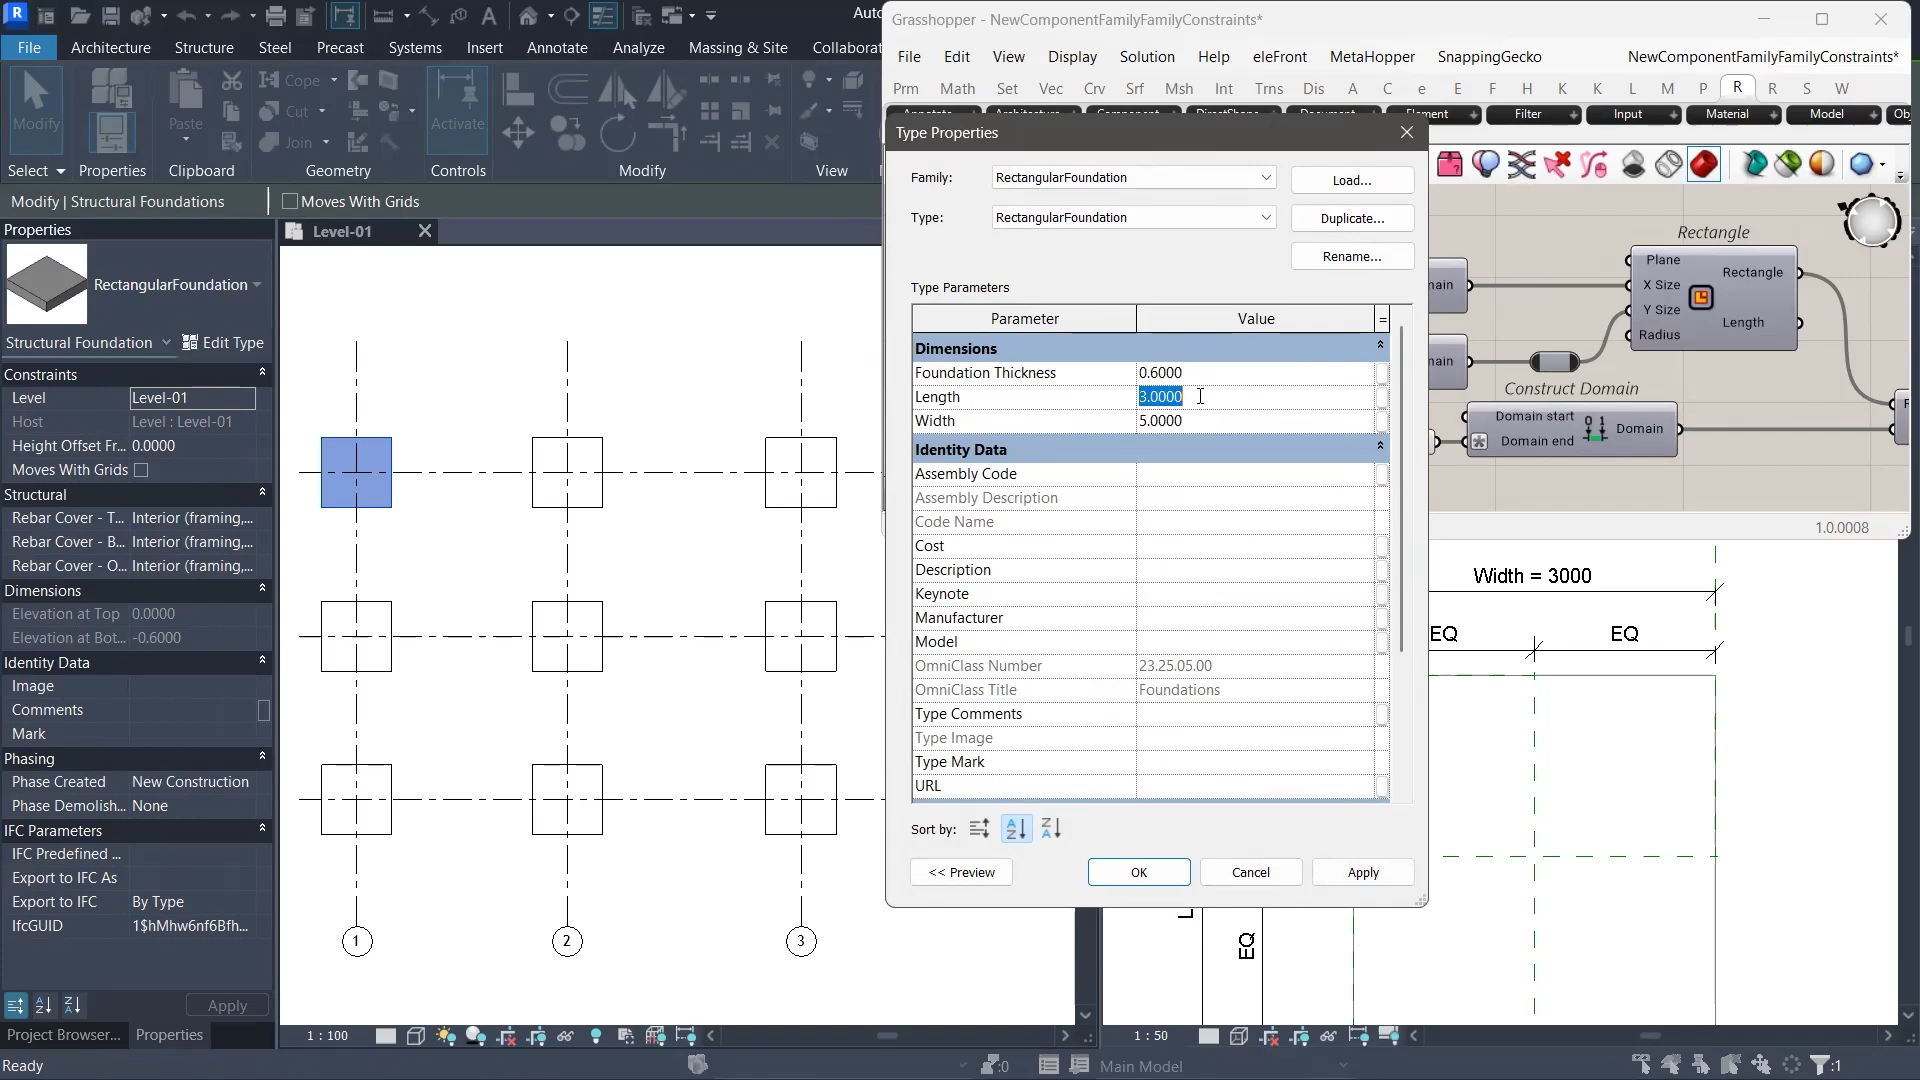 Auto
File Architecture Structure Steel Precast Systems Insert Annotate Analyze Massing & Site Collaborat
Modify Paste Cope Cut Join Activate
Select Properties Clipboard Geometry Controls Modify View
Modify | Structural Foundations Moves With Grids
Properties
Level-01
RectangularFoundation
Structural Foundation Edit Type
Constraints
Level Level-01
Host Level : Level-01
Height Offset Fr... 0.0000
Moves With Grids
Structural
Rebar Cover - T... Interior (framing,...
Rebar Cover - B... Interior (framing,...
Rebar Cover - O... Interior (framing,...
Dimensions
Elevation at Top 0.0000
Elevation at Bot... -0.6000
Identity Data
Image
Comments
Mark
Phasing
Phase Created New Construction
Phase Demolish... None
IFC Parameters
IFC Predefined ...
Export to IFC As
Export to IFC By Type
IfcGUID 1$hMhw6nf6Bfh...
Apply
Project Browser... Properties
Ready
1 2 3
1 : 100
Grasshopper - NewComponentFamilyFamilyConstraints*
File Edit View Display Solution Help eleFront MetaHopper SnappingGecko NewComponentFamilyFamilyConstraints*
Prm Math Set Vec Crv Srf Msh Int Trns Dis A C e E F H K K L M P R R S W
Filter Input Material Model Ob
Type Properties
Family: RectangularFoundation Load...
Type: RectangularFoundation Duplicate...
Rename...
Type Parameters
Parameter Value =
Dimensions
Foundation Thickness 0.6000
Length 3.0000
Width 5.0000
Identity Data
Assembly Code
Assembly Description
Code Name
Cost
Description
Keynote
Manufacturer
Model
OmniClass Number 23.25.05.00
OmniClass Title Foundations
Type Comments
Type Image
Type Mark
URL
Sort by:
<< Preview OK Cancel Apply
Rectangle
Plane
X Size
Y Size
Radius
Rectangle
Length
Construct Domain
Domain start
Domain end
Domain
1.0.0008
Width = 3000
EQ EQ
EQ
1 : 50
:0 Main Model :1